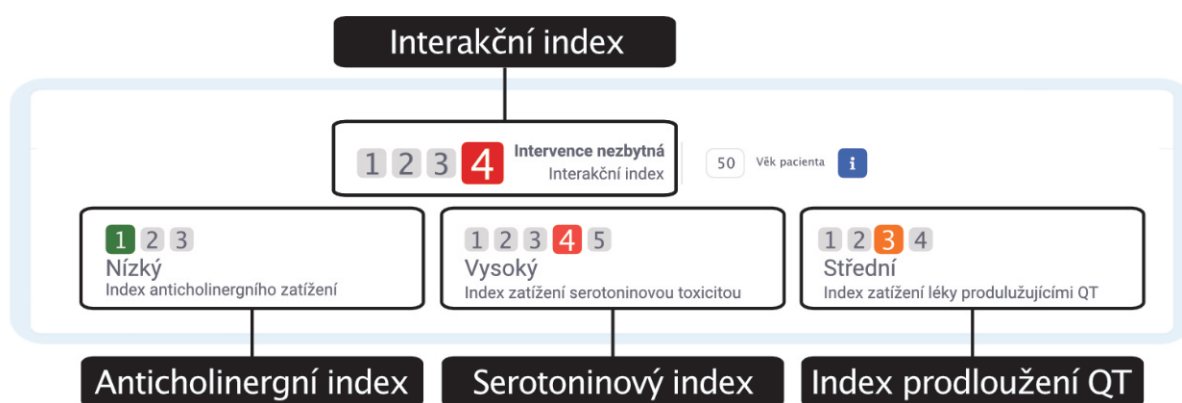 Interakční index
1 2 3 4 Intervence nezbytná
Interakční index
50 Věk pacienta i
1 2 3
Nízký
Index anticholinergního zatížení
1 2 3 4 5
Vysoký
Index zatížení serotoninovou toxicitou
1 2 3 4
Střední
Index zatížení léky produlužujícími QT
Anticholinergní index
Serotoninový index
Index prodloužení QT